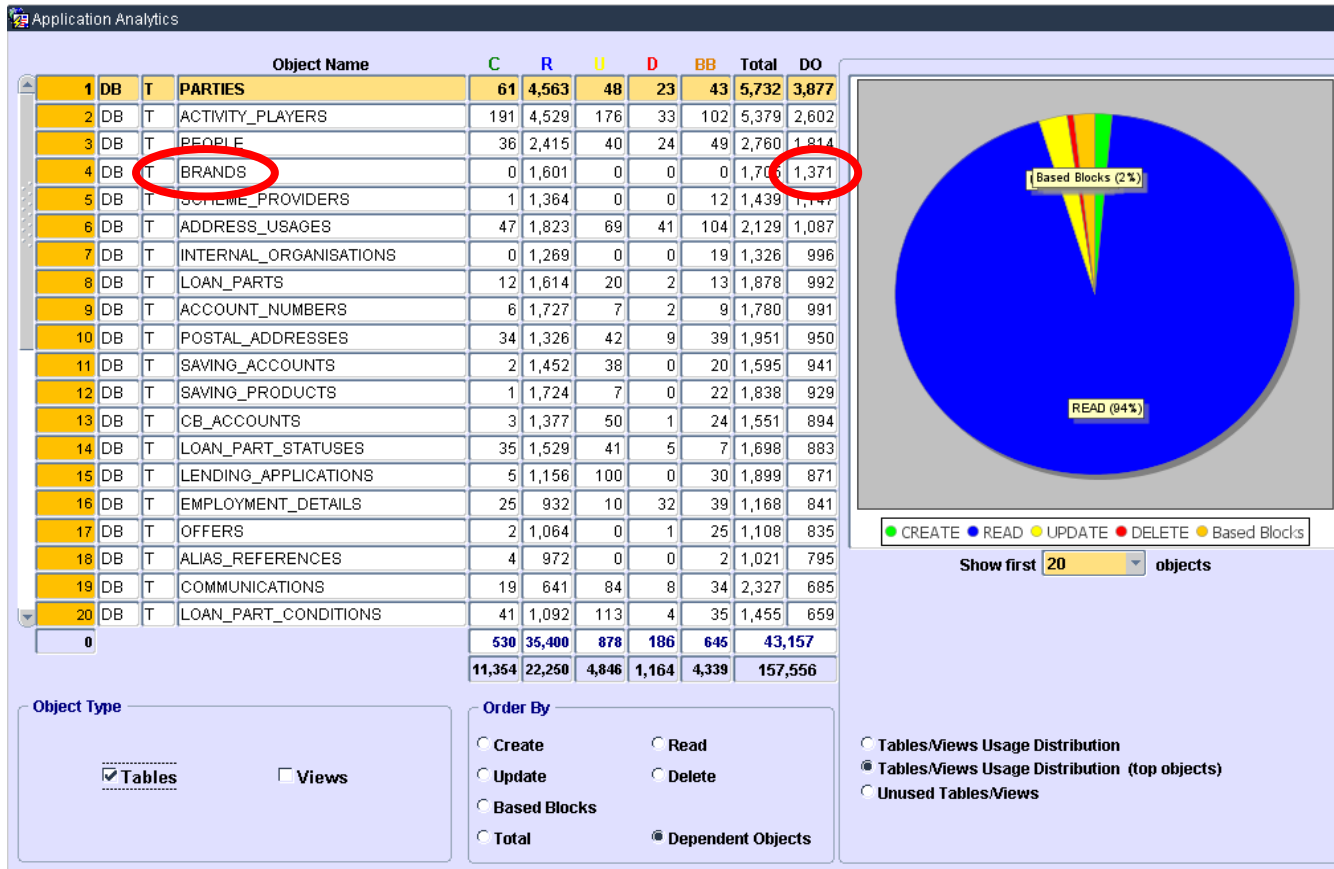 Application Analytics
Object Name C R U D BB Total DO
1 DB T PARTIES 61 4,563 48 23 43 5,732 3,877
2 DB T ACTIVITY_PLAYERS 191 4,529 176 33 102 5,379 2,602
3 DB T PEOPLE 36 2,415 40 24 49 2,760 1,814
4 DB T BRANDS 0 1,601 0 0 0 1,371
5 DB T SCHEME_PROVIDERS 1 1,364 0 0 12 1,439
6 DB T ADDRESS_USAGES 47 1,823 69 41 104 2,129 1,087
7 DB T INTERNAL_ORGANISATIONS 0 1,269 0 0 19 1,326 996
8 DB T LOAN_PARTS 12 1,614 20 2 13 1,878 992
9 DB T ACCOUNT_NUMBERS 6 1,727 7 2 9 1,780 991
10 DB T POSTAL_ADDRESSES 34 1,326 42 9 39 1,951 950
11 DB T SAVING_ACCOUNTS 2 1,452 38 0 20 1,595 941
12 DB T SAVING_PRODUCTS 1 1,724 7 0 22 1,838 929
13 DB T CB_ACCOUNTS 3 1,377 50 1 24 1,551 894
14 DB T LOAN_PART_STATUSES 35 1,529 41 5 7 1,698 883
15 DB T LENDING_APPLICATIONS 5 1,156 100 0 30 1,899 871
16 DB T EMPLOYMENT_DETAILS 25 932 10 32 39 1,168 841
17 DB T OFFERS 2 1,064 0 1 25 1,108 835
18 DB T ALIAS_REFERENCES 4 972 0 0 2 1,021 795
19 DB T COMMUNICATIONS 19 641 84 8 34 2,327 685
20 DB T LOAN_PART_CONDITIONS 41 1,092 113 4 35 1,455 659
0 530 35,400 878 186 645 43,157
11,354 22,250 4,846 1,164 4,339 157,556
Based Blocks (2%)
READ (94%)
CREATE READ UPDATE DELETE Based Blocks
Show first 20 objects
Object Type
Tables Views
Order By
Create Read
Update Delete
Based Blocks
Total Dependent Objects
Tables/Views Usage Distribution
Tables/Views Usage Distribution (top objects)
Unused Tables/Views